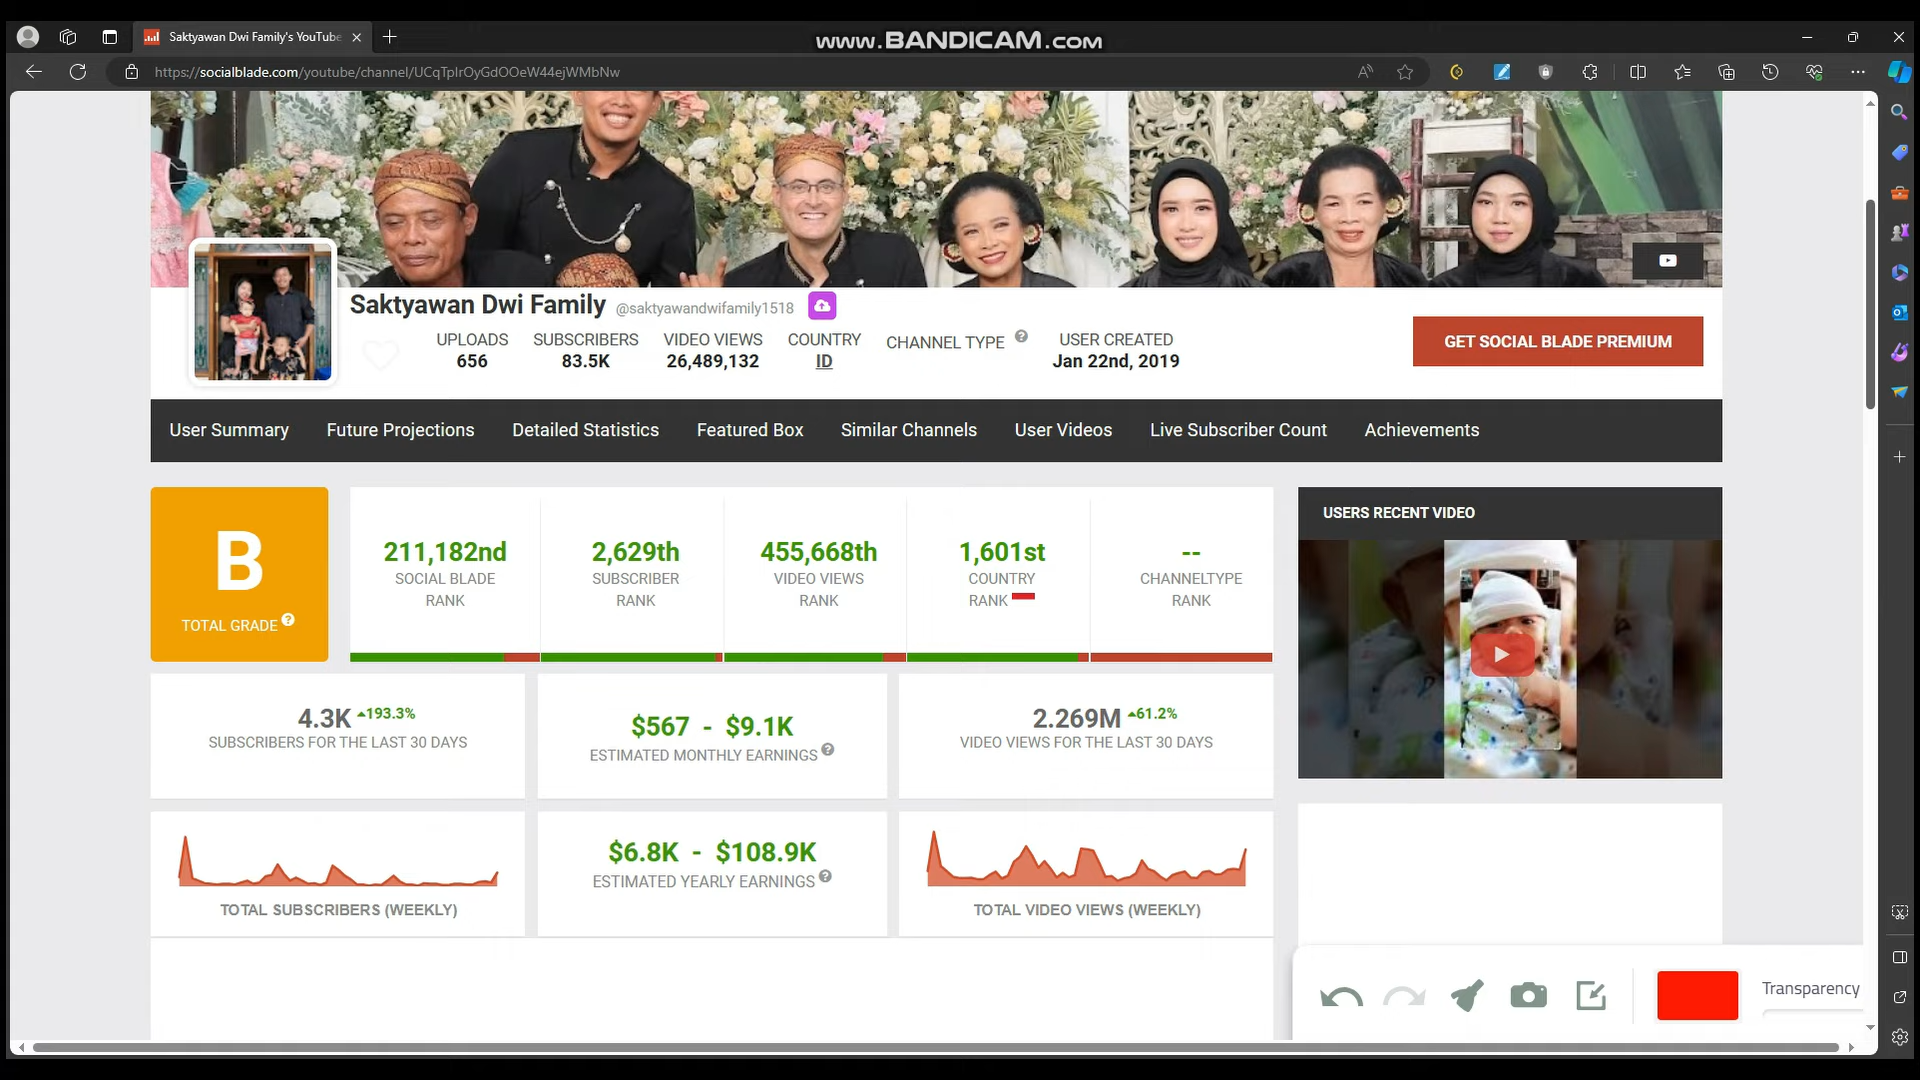 Saktyawan Dwi Family's YouTube
www.BANDICAM.com
https://socialblade.com/youtube/channel/UCqTpIrOyGdOOeW44ejWMbNw
Saktyawan Dwi Family @saktyawandwifamily1518
UPLOADS SUBSCRIBERS VIDEO VIEWS COUNTRY CHANNEL TYPE ? USER CREATED
656 83.5K 26,489,132 ID Jan 22nd, 2019
GET SOCIAL BLADE PREMIUM
User Summary Future Projections Detailed Statistics Featured Box Similar Channels User Videos Live Subscriber Count Achievements
B
TOTAL GRADE ?
211,182nd
SOCIAL BLADE
RANK
2,629th
SUBSCRIBER
RANK
455,668th
VIDEO VIEWS
RANK
1,601st
COUNTRY
RANK
--
CHANNELTYPE
RANK
USERS RECENT VIDEO
4.3K 193.3%
SUBSCRIBERS FOR THE LAST 30 DAYS
$567 - $9.1K
ESTIMATED MONTHLY EARNINGS ?
2.269M 61.2%
VIDEO VIEWS FOR THE LAST 30 DAYS
TOTAL SUBSCRIBERS (WEEKLY)
$6.8K - $108.9K
ESTIMATED YEARLY EARNINGS ?
TOTAL VIDEO VIEWS (WEEKLY)
Transparency